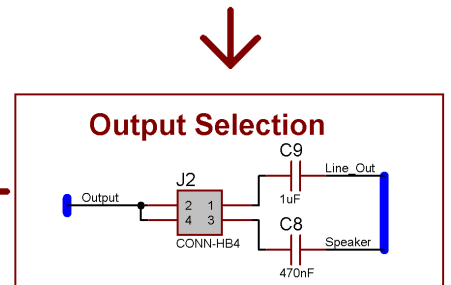 Output Selection
C9
Line_Out
J2
1uF
Output
2 1
4 3
C8
CONN-HB4
Speaker
470nF